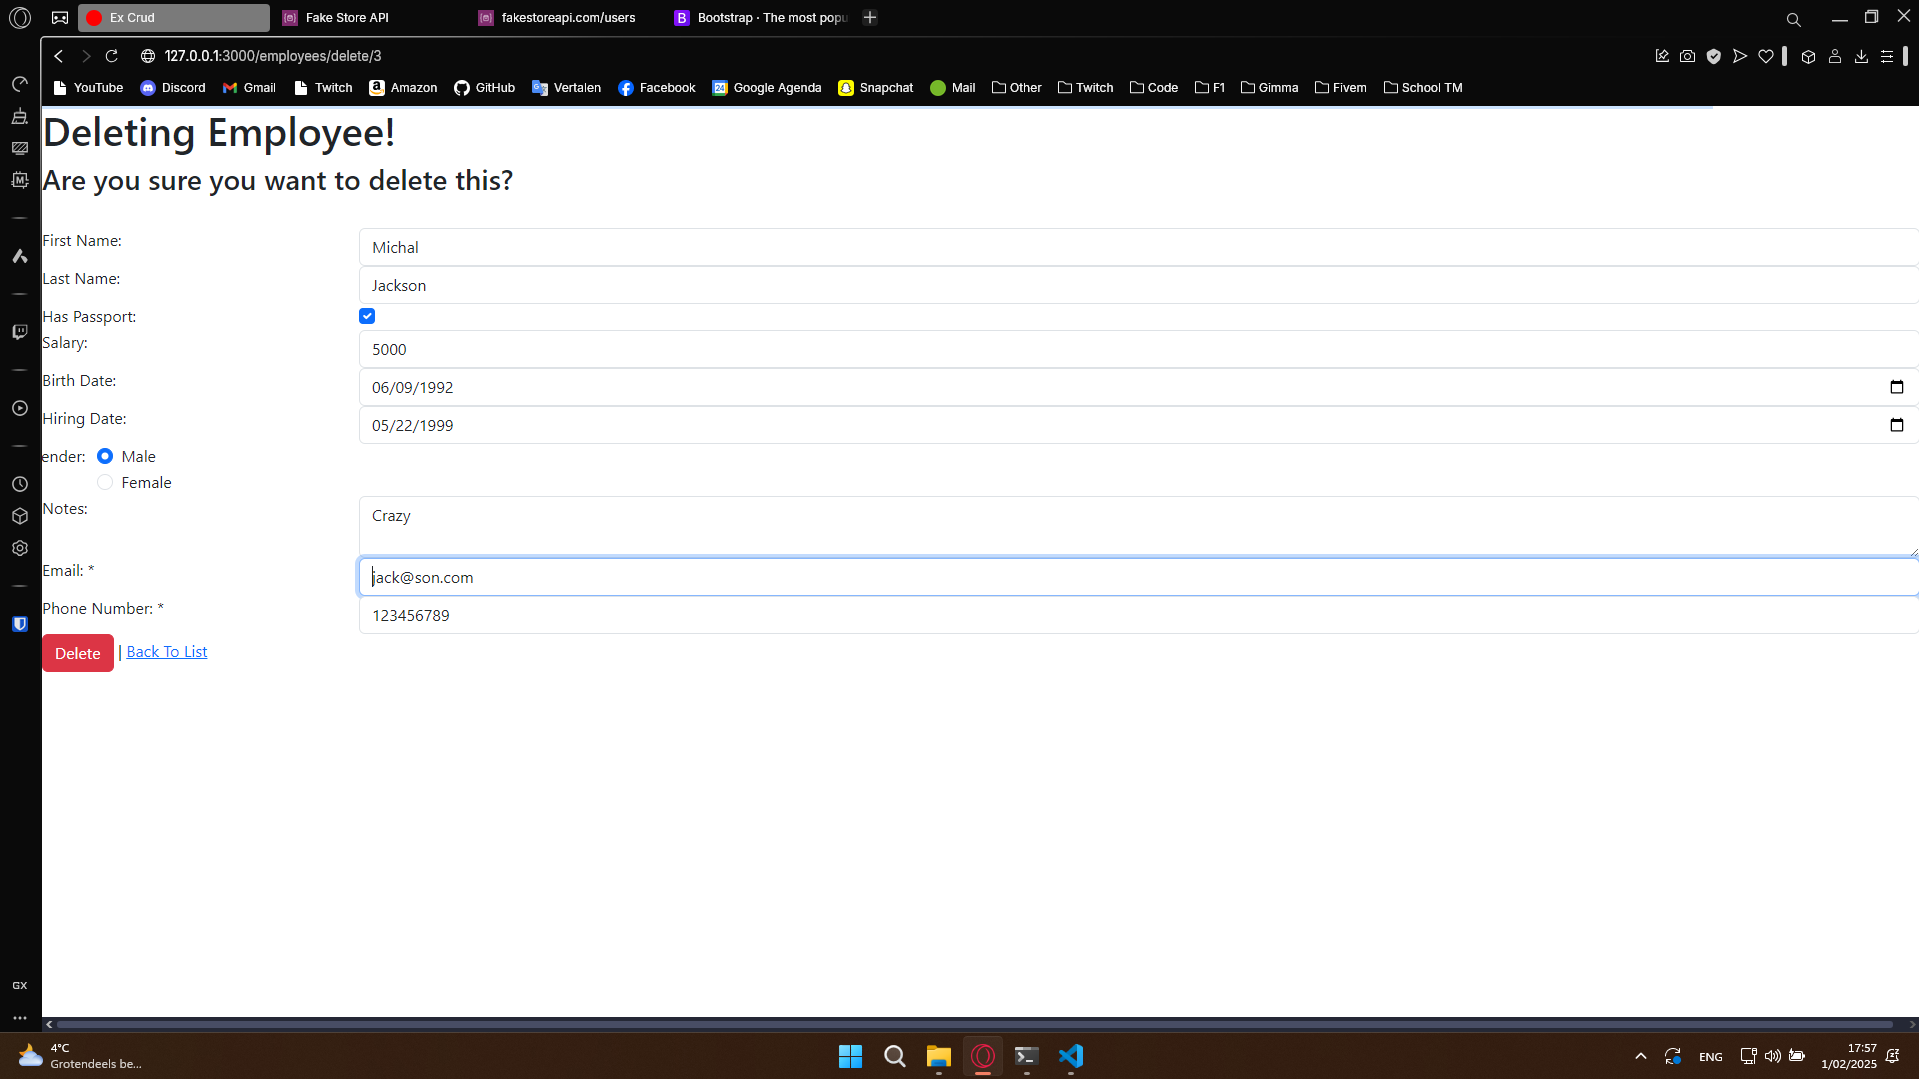 Ex Crud
Fake Store API
fakestoreapi.com/users
Bootstrap · The most popu
127.0.0.1:3000/employees/delete/3
YouTube Discord Gmail Twitch Amazon GitHub Vertalen Facebook Google Agenda Snapchat Mail Other Twitch Code F1 Gimma Fivem School TM
Deleting Employee!
Are you sure you want to delete this?
First Name: Michal
Last Name: Jackson
Has Passport:
Salary: 5000
Birth Date: 06/09/1992
Hiring Date: 05/22/1999
ender: Male
Female
Notes: Crazy
Email: * jack@son.com
Phone Number: * 123456789
Delete | Back To List
GX
4°C
Grotendeels be...
ENG
17:57
1/02/2025